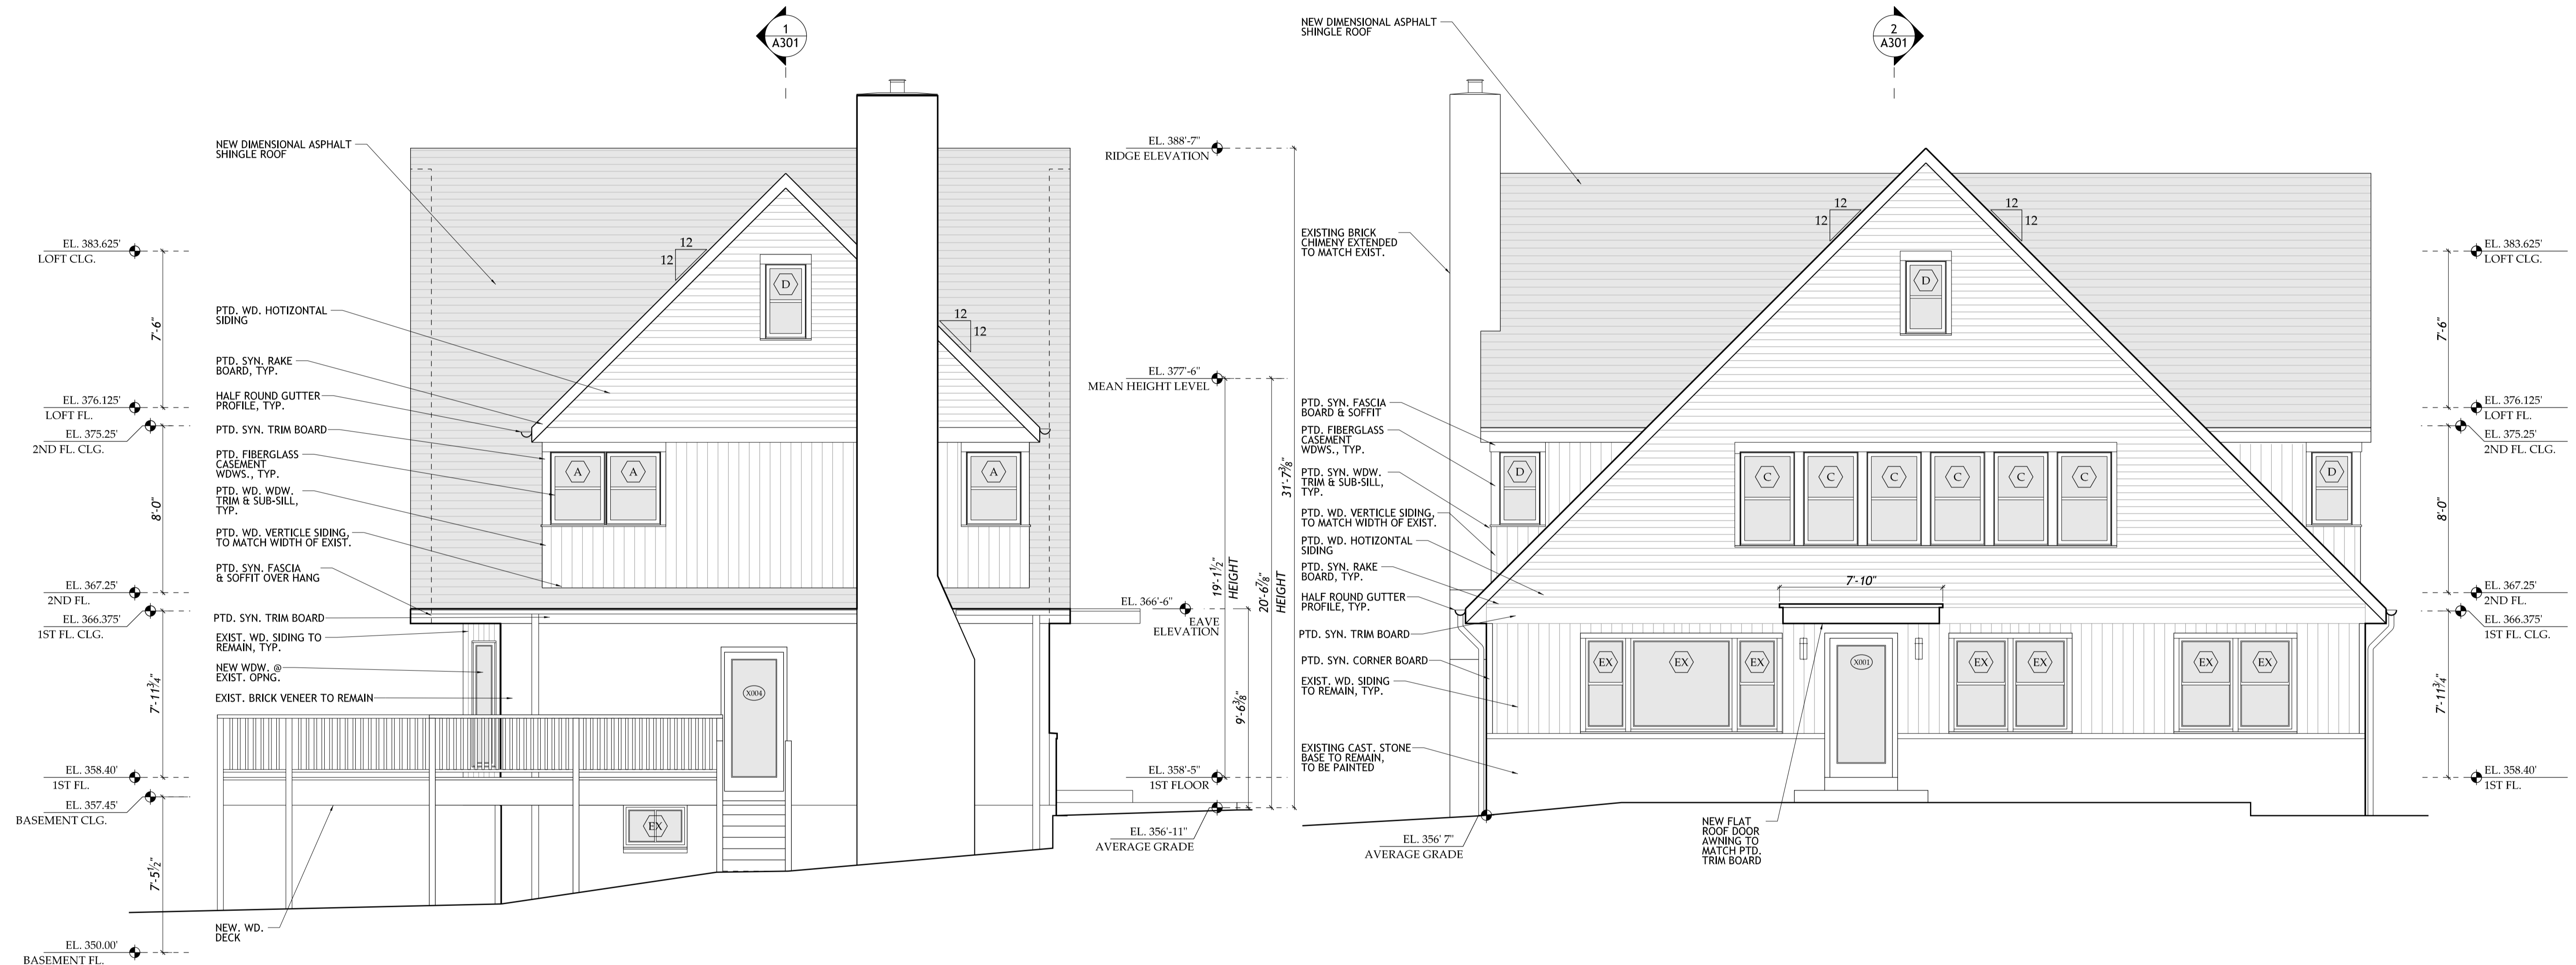 1
A301
NEW DIMENSIONAL ASPHALT
SHINGLE ROOF
12
12
12
12
D
A
A
A
EL. 383.625'
LOFT CLG.
7'-6"
EL. 376.125'
LOFT FL.
EL. 375.25'
2ND FL. CLG.
8'-0"
EL. 367.25'
2ND FL.
EL. 366.375'
1ST FL. CLG.
7'-11 3/4"
EL. 358.40'
1ST FL.
EL. 357.45'
BASEMENT CLG.
7'-5 1/2"
EL. 350.00'
BASEMENT FL.
PTD. WD. HOTIZONTAL
SIDING
PTD. SYN. RAKE
BOARD, TYP.
HALF ROUND GUTTER
PROFILE, TYP.
PTD. SYN. TRIM BOARD
PTD. FIBERGLASS
CASEMENT
WDWS., TYP.
PTD. WD. WDW.
TRIM & SUB-SILL,
TYP.
PTD. WD. VERTICLE SIDING,
TO MATCH WIDTH OF EXIST.
PTD. SYN. FASCIA
& SOFFIT OVER HANG
PTD. SYN. TRIM BOARD
EXIST. WD. SIDING TO
REMAIN, TYP.
NEW WDW. @
EXIST. OPNG.
EXIST. BRICK VENEER TO REMAIN
X004
EX
NEW. WD.
DECK
EL. 388'-7"
RIDGE ELEVATION
EL. 377'-6"
MEAN HEIGHT LEVEL
31'-7 3/8"
19'-1 1/2"
HEIGHT
20'-6 7/8"
HEIGHT
EL. 366'-6"
EAVE
ELEVATION
9'-6 3/8"
EL. 358'-5"
1ST FLOOR
EL. 356'-11"
AVERAGE GRADE
2
A301
NEW DIMENSIONAL ASPHALT
SHINGLE ROOF
12
12
12
12
EXISTING BRICK
CHIMENY EXTENDED
TO MATCH EXIST.
PTD. SYN. FASCIA
BOARD & SOFFIT
PTD. FIBERGLASS
CASEMENT
WDWS., TYP.
PTD. SYN. WDW.
TRIM & SUB-SILL,
TYP.
PTD. WD. VERTICLE SIDING,
TO MATCH WIDTH OF EXIST.
PTD. WD. HOTIZONTAL
SIDING
PTD. SYN. RAKE
BOARD, TYP.
HALF ROUND GUTTER
PROFILE, TYP.
PTD. SYN. TRIM BOARD
PTD. SYN. CORNER BOARD
EXIST. WD. SIDING
TO REMAIN, TYP.
EXISTING CAST. STONE
BASE TO REMAIN,
TO BE PAINTED
EL. 356' 7"
AVERAGE GRADE
D
D
C
C
C
C
C
C
D
7'-10"
EX
EX
EX
X001
EX
EX
EX
EX
NEW FLAT
ROOF DOOR
AWNING TO
MATCH PTD.
TRIM BOARD
EL. 383.625'
LOFT CLG.
7'-6"
EL. 376.125'
LOFT FL.
EL. 375.25'
2ND FL. CLG.
8'-0"
EL. 367.25'
2ND FL.
EL. 366.375'
1ST FL. CLG.
7'-11 3/4"
EL. 358.40'
1ST FL.